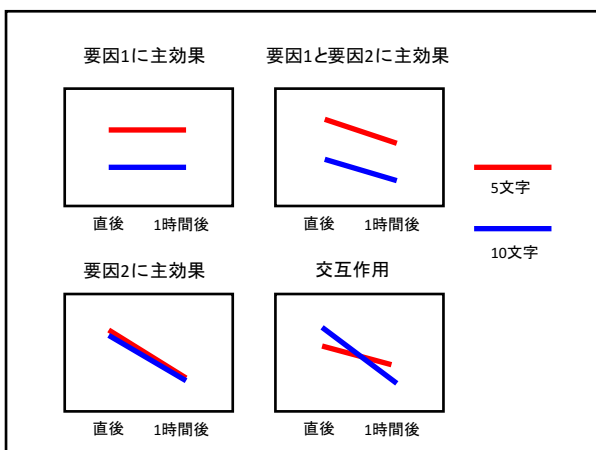 要因1に主効果
要因1と要因2に主効果
直後 1時間後
直後 1時間後
5文字
10文字
要因2に主効果
交互作用
直後 1時間後
直後 1時間後